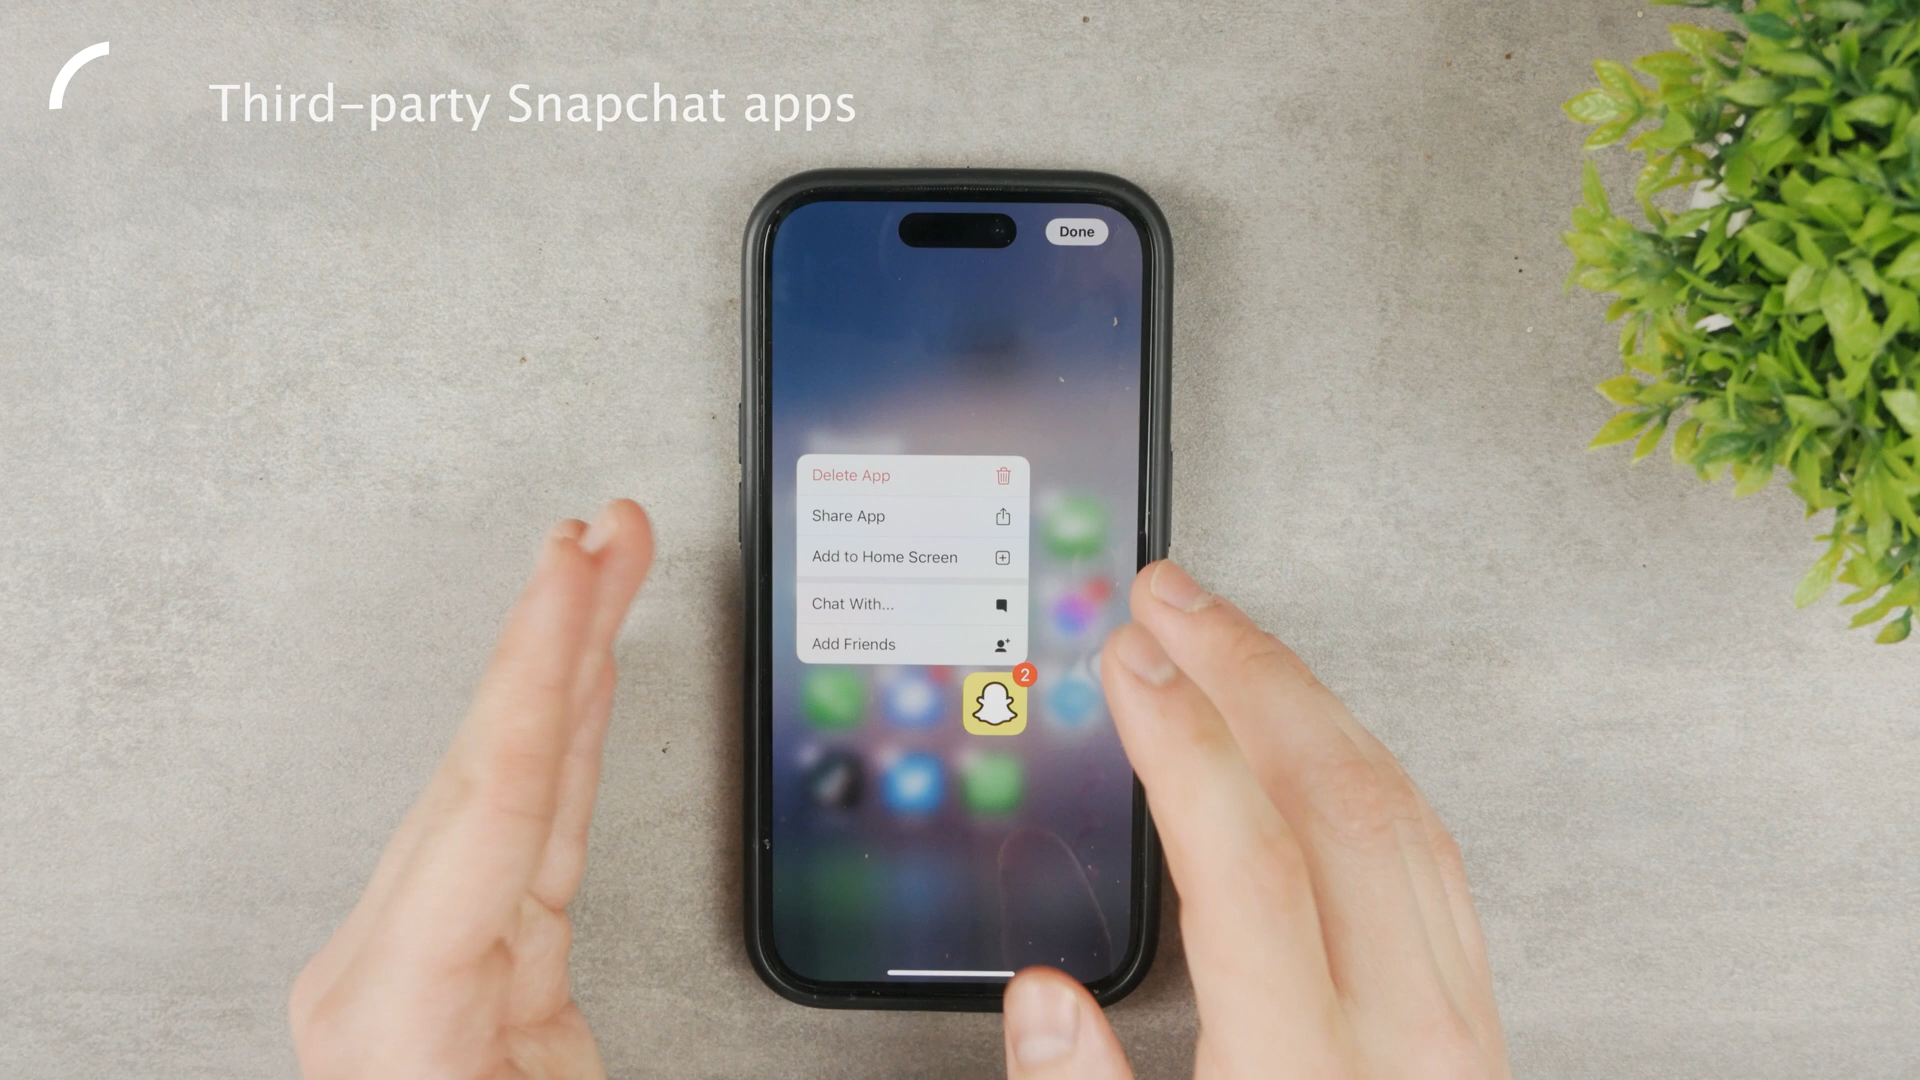 Third-party Snapchat apps
Done
Delete App
Share App
Add to Home Screen
Chat With...
Add Friends
2